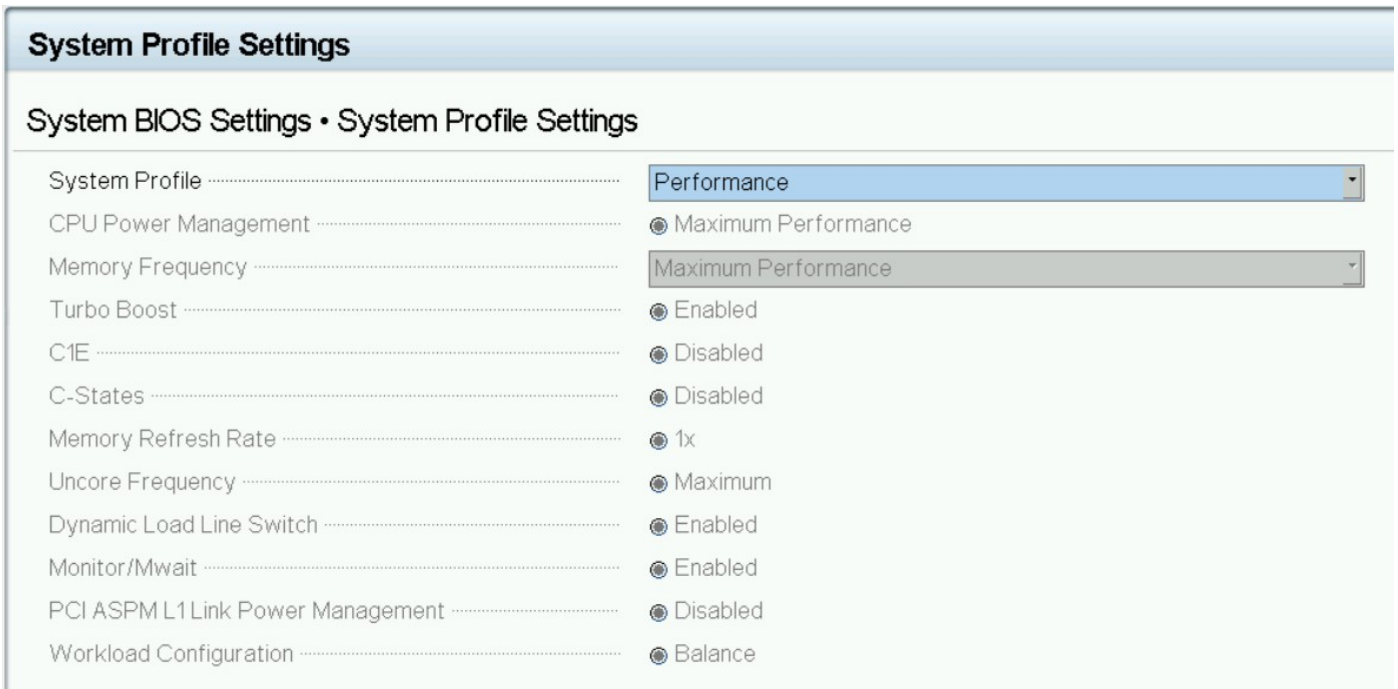 System Profile Settings
System BIOS Settings • System Profile Settings
System Profile Performance
CPU Power Management Maximum Performance
Memory Frequency Maximum Performance
Turbo Boost Enabled
C1E Disabled
C-States Disabled
Memory Refresh Rate 1x
Uncore Frequency Maximum
Dynamic Load Line Switch Enabled
Monitor/Mwait Enabled
PCI ASPM L1 Link Power Management Disabled
Workload Configuration Balance